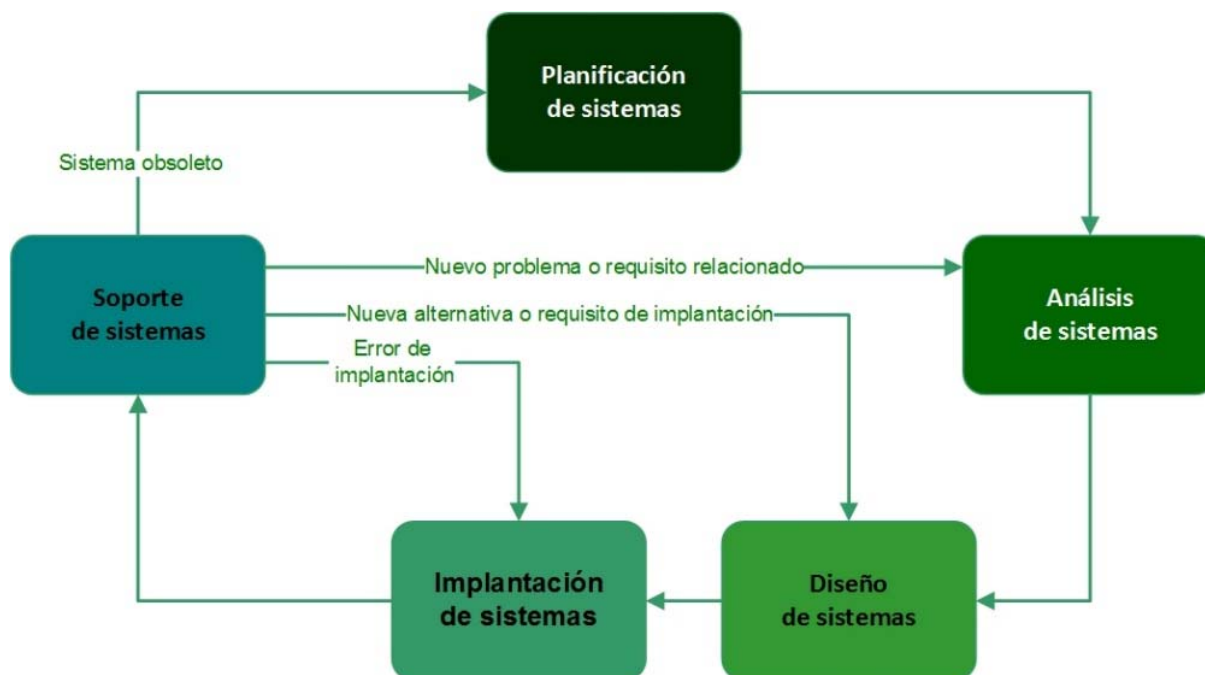 Planificación
de sistemas
Sistema obsoleto
Nuevo problema o requisito relacionado
Soporte
de sistemas
Análisis
de sistemas
Nueva alternativa o requisito de implantación
Error de
implantación
Implantación
de sistemas
Diseño
de sistemas